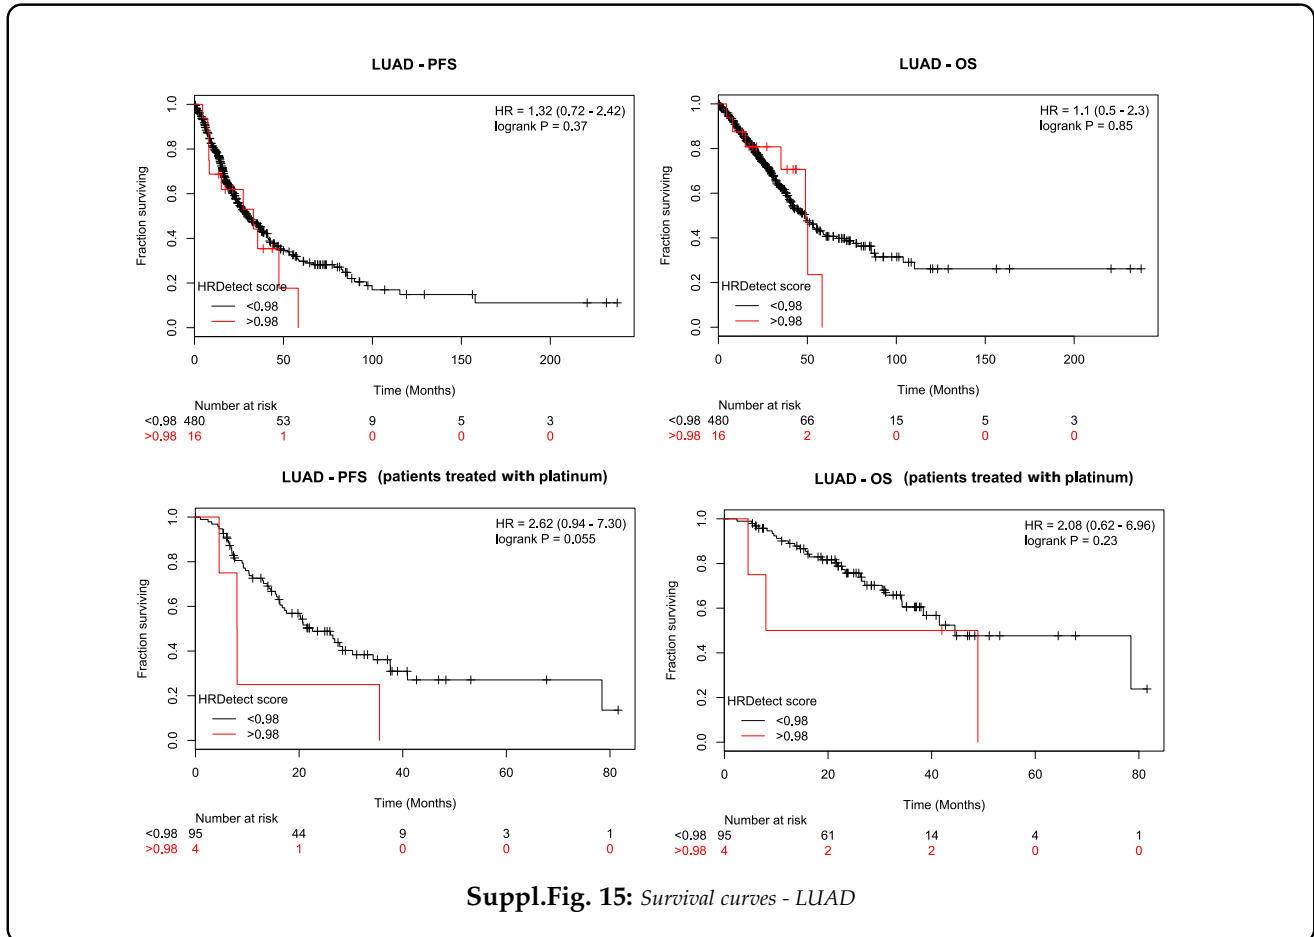 LUAD - PFS
HR = 1.32 (0.72 - 2.42)
logrank P = 0.37
Fraction surviving
1.0
0.8
0.6
0.4
0.2
0.0
HRDetect score
<0.98
>0.98
0 50 100 150 200
Time (Months)
Number at risk
<0.98 480 53 9 5 3
>0.98 16 1 0 0 0
LUAD - OS
HR = 1.1 (0.5 - 2.3)
logrank P = 0.85
Fraction surviving
1.0
0.8
0.6
0.4
0.2
0.0
HRDetect score
<0.98
>0.98
0 50 100 150 200
Time (Months)
Number at risk
<0.98 480 66 15 5 3
>0.98 16 2 0 0 0
LUAD - PFS (patients treated with platinum)
HR = 2.62 (0.94 - 7.30)
logrank P = 0.055
Fraction surviving
1.0
0.8
0.6
0.4
0.2
0.0
HRDetect score
<0.98
>0.98
0 20 40 60 80
Time (Months)
Number at risk
<0.98 95 44 9 3 1
>0.98 4 1 0 0 0
LUAD - OS (patients treated with platinum)
HR = 2.08 (0.62 - 6.96)
logrank P = 0.23
Fraction surviving
1.0
0.8
0.6
0.4
0.2
0.0
HRDetect score
<0.98
>0.98
0 20 40 60 80
Time (Months)
Number at risk
<0.98 95 61 14 4 1
>0.98 4 2 2 0 0
Suppl.Fig. 15: Survival curves - LUAD